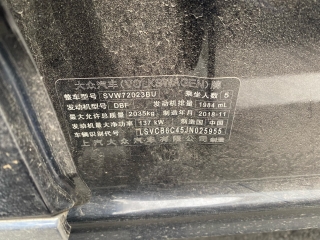 大众汽车(VOLKSWAGEN)牌
整车型号 SVW72023BU 乘坐人数 5
发动机型号 DBF 发动机排量 1984 mL
最大允许总质量 2035kg 制造年月 2018-11
发动机最大净功率 137 kW 制造国 中国
车辆识别代号 LSVCB6C45JN025955
上汽大众汽车有限公司 制造